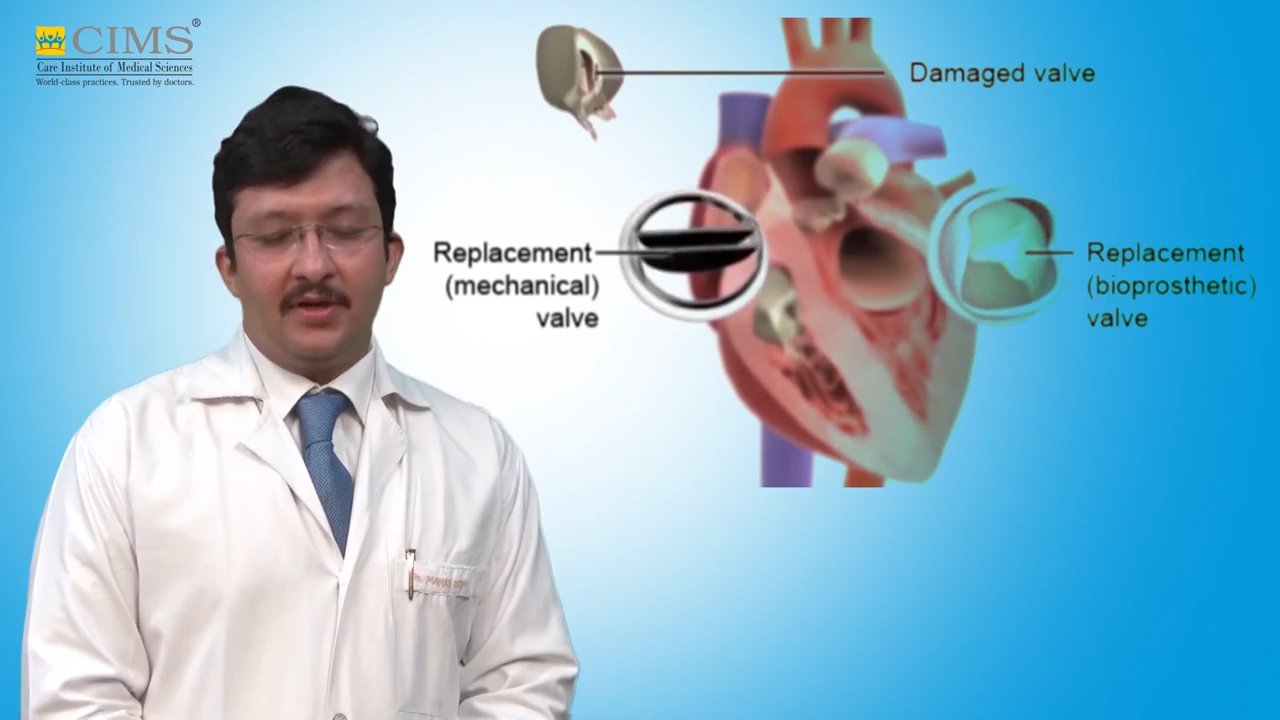 CIMS®
Care Institute of Medical Sciences
World-class practices. Trusted by doctors.
Damaged valve
Replacement
(mechanical)
valve
Replacement
(bioprosthetic)
valve